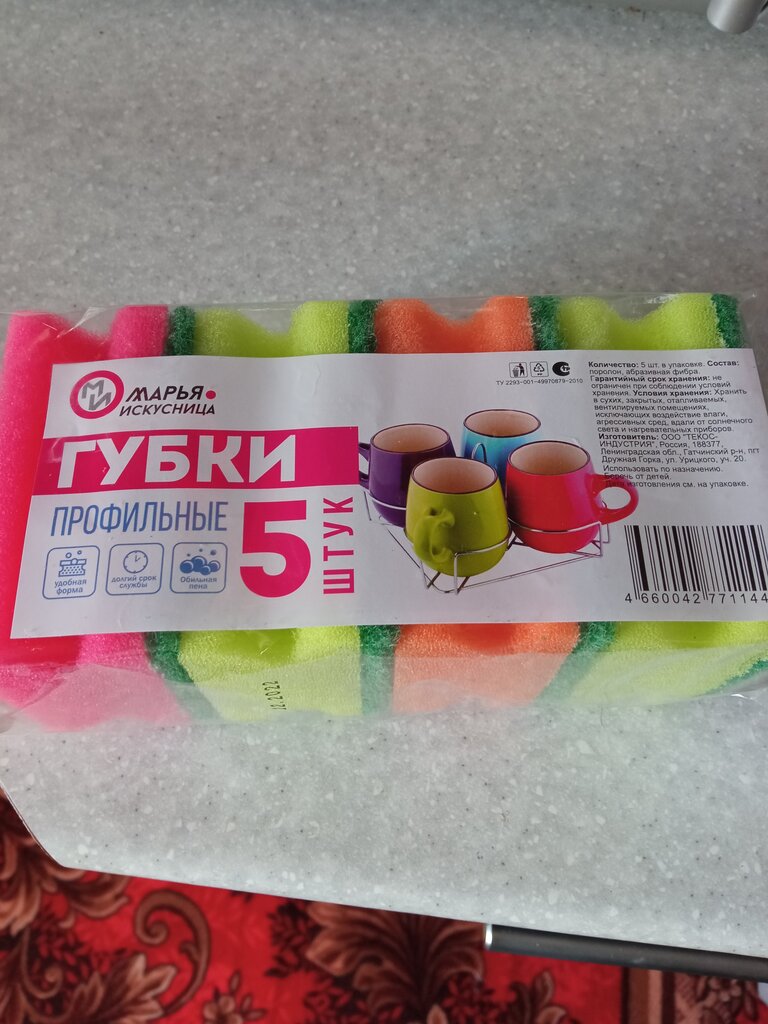 МИ
МАРЬЯ
ИСКУСНИЦА
ГУБКИ
ПРОФИЛЬНЫЕ
5
ШТУК
удобная
форма
долгий срок
службы
Обильная
пена
ТУ 2293-001-49970879-2010
Количество: 5 шт. в упаковке. Состав:
поролон, абразивная фибра.
Гарантийный срок хранения: не
ограничен при соблюдении условий
хранения. Условия хранения: Хранить
в сухих, закрытых, отапливаемых,
вентилируемых помещениях,
исключающих воздействие влаги,
агрессивных сред, вдали от солнечного
света и нагревательных приборов.
Изготовитель: ООО "ТЕКОС-
ИНДУСТРИЯ", Россия, 188377,
Ленинградская обл., Гатчинский р-н, пгт
Дружная Горка, ул. Урицкого, уч. 20.
Использовать по назначению.
Беречь от детей.
Дата изготовления см. на упаковке.
4 660042 771144
12.2022